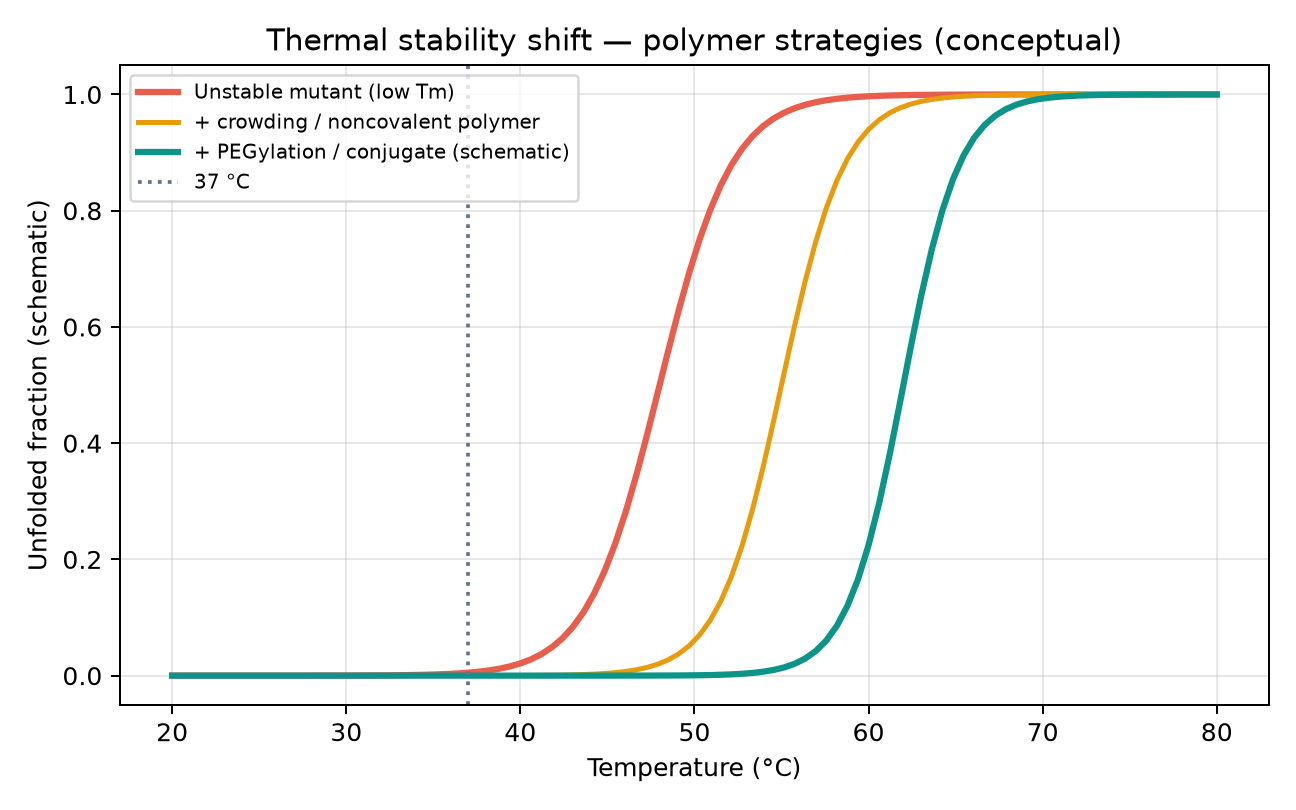 Thermal stability shift — polymer strategies (conceptual)
Unstable mutant (low Tm)
+ crowding / noncovalent polymer
+ PEGylation / conjugate (schematic)
37 °C
Unfolded fraction (schematic)
1.0
0.8
0.6
0.4
0.2
0.0
20 30 40 50 60 70 80
Temperature (°C)